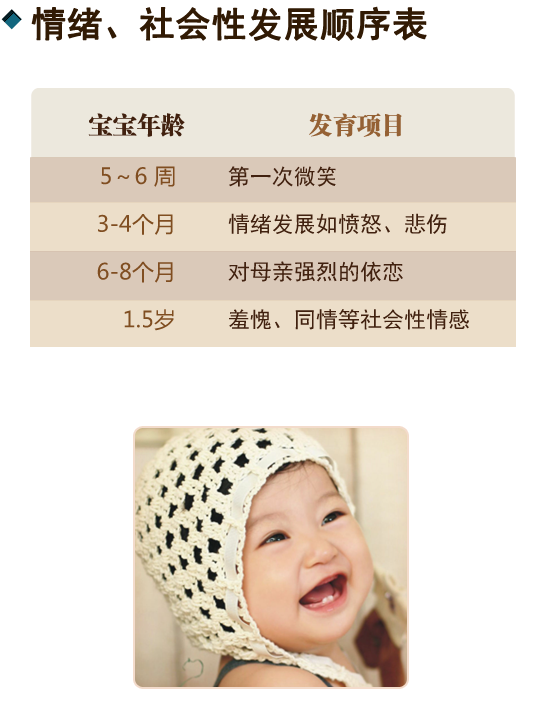 情绪、社会性发展顺序表
宝宝年龄 发育项目
5~6 周 第一次微笑
3-4个月 情绪发展如愤怒、悲伤
6-8个月 对母亲强烈的依恋
1.5岁 羞愧、同情等社会性情感